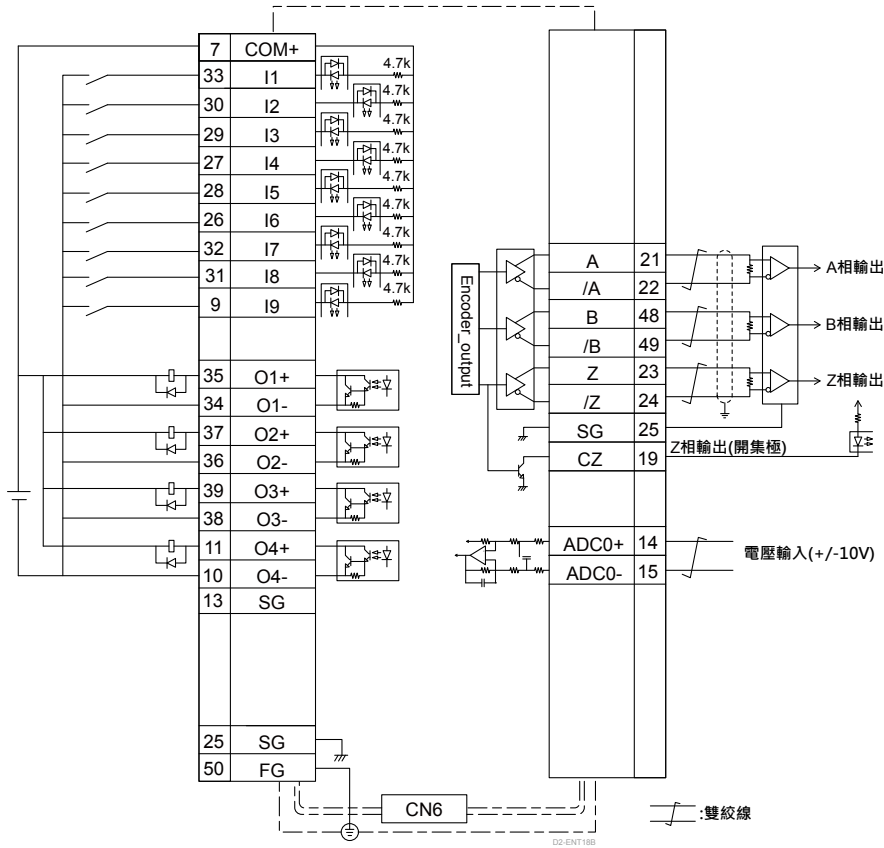 7 COM+
33 I1 4.7k
30 I2 4.7k
29 I3 4.7k
27 I4 4.7k
28 I5 4.7k
26 I6 4.7k
32 I7 4.7k
31 I8 4.7k
9 I9 4.7k
35 O1+
34 O1-
37 O2+
36 O2-
39 O3+
38 O3-
11 O4+
10 O4-
13 SG
25 SG
50 FG
Encoder_output
A 21 A相輸出
/A 22
B 48 B相輸出
/B 49
Z 23 Z相輸出
/Z 24
SG 25
CZ 19 Z相輸出(開集極)
ADC0+ 14
電壓輸入(+/-10V)
ADC0- 15
CN6
:雙絞線
D2-ENT18B